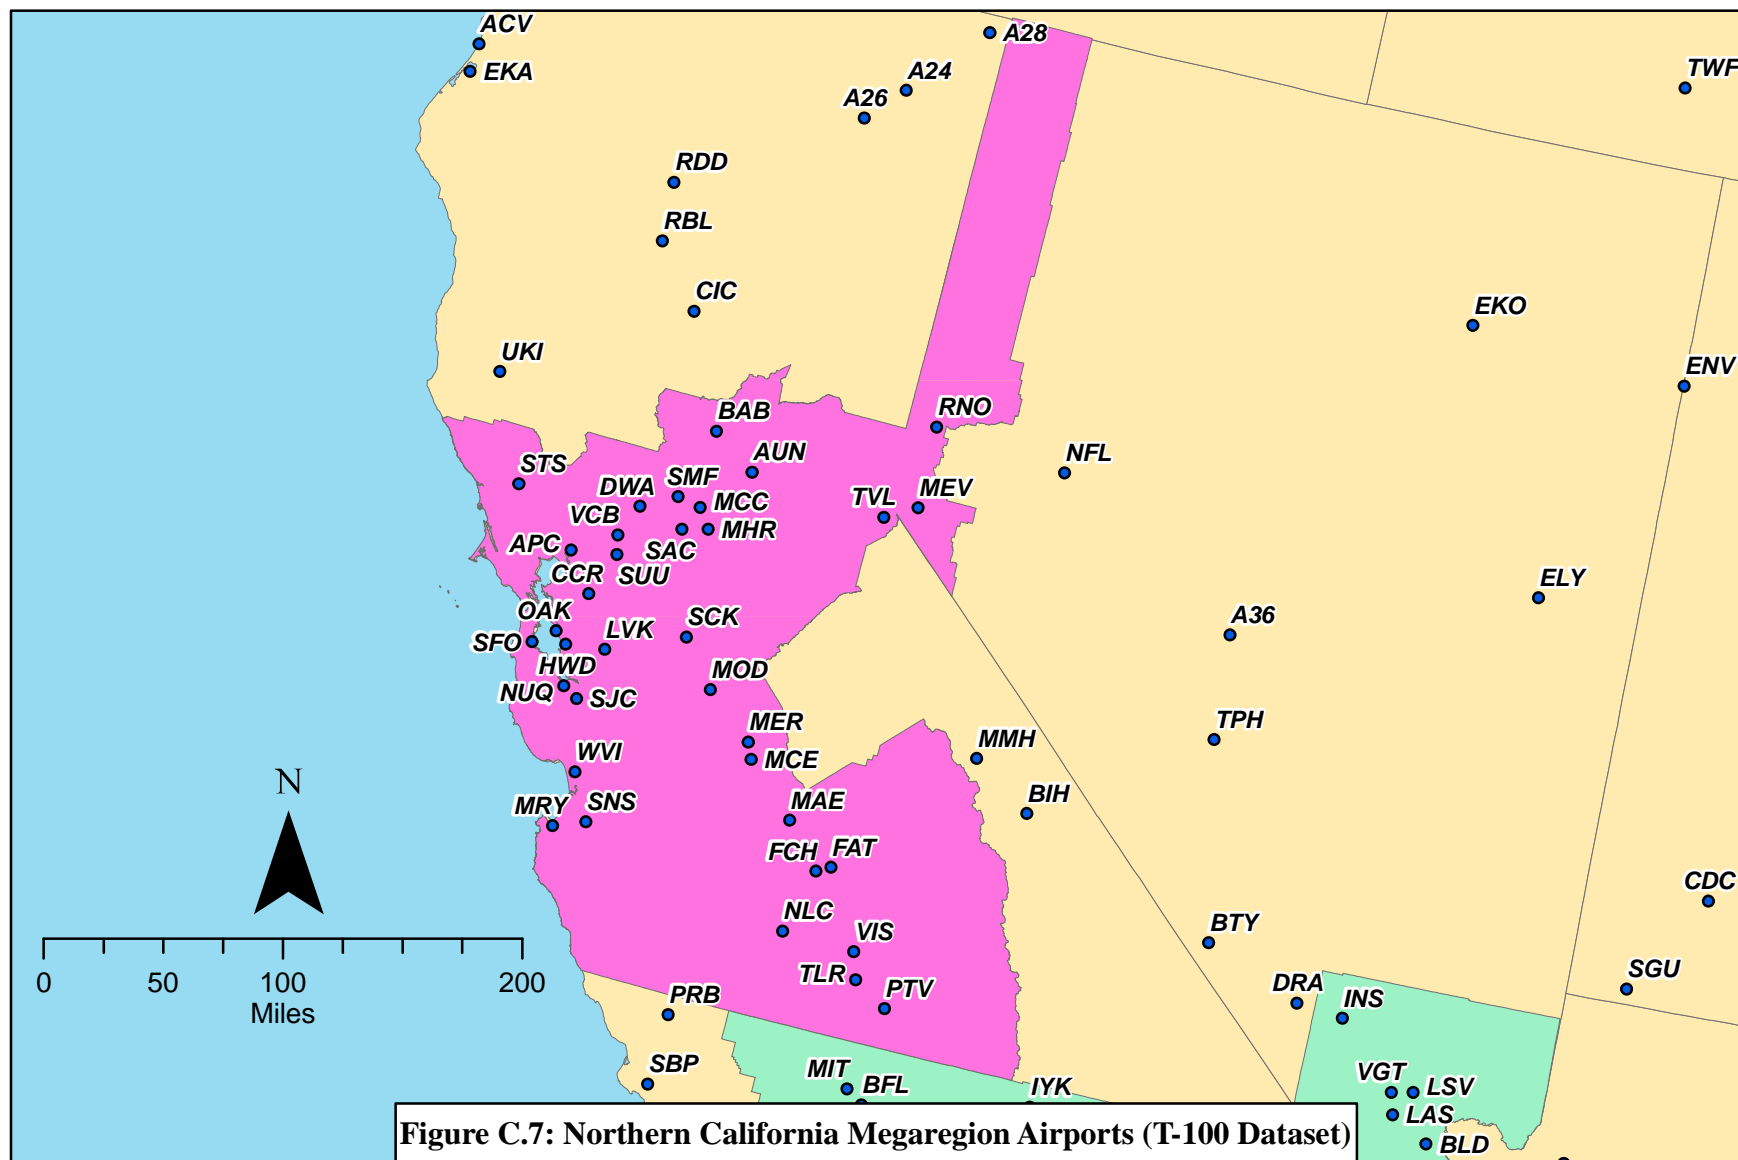 ACV
A28
EKA
A24
TWF
A26
RDD
RBL
CIC
EKO
UKI
ENV
BAB
RNO
AUN
NFL
STS
SMF
DWA
MCC
TVL
MEV
VCB
MHR
APC
SAC
CCR
SUU
ELY
OAK
SCK
A36
SFO
LVK
HWD
MOD
NUQ
SJC
MER
TPH
MMH
WVI
MCE
N
BIH
MRY
SNS
MAE
FCH
FAT
CDC
NLC
VIS
BTY
TLR
SGU
0 50 100 200
Miles
PTV
DRA
PRB
INS
SBP
MIT
BFL
IYK
VGT
LSV
LAS
BLD
Figure C.7: Northern California Megaregion Airports (T-100 Dataset)